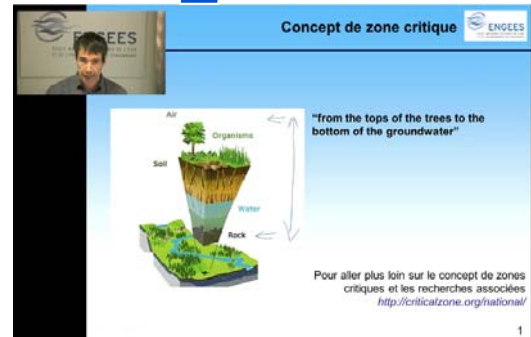 Concept de zone critique
ENGEES
ENGEES
Air
Organisms
Soil
Water
Rock
"from the tops of the trees to the
bottom of the groundwater"
Pour aller plus loin sur le concept de zones
critiques et les recherches associées
http://criticalzone.org/national/
1